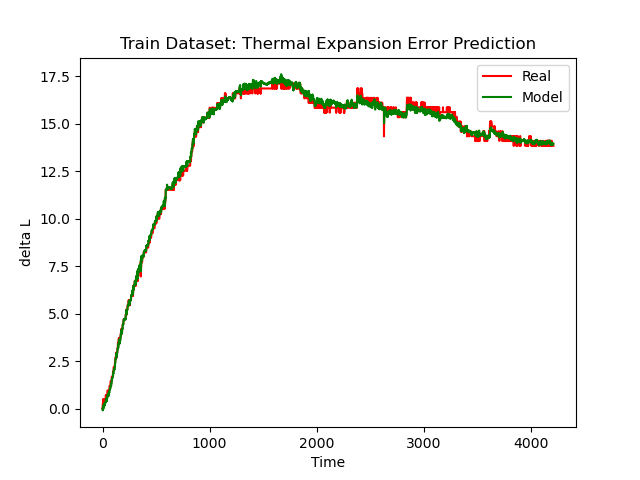 Train Dataset: Thermal Expansion Error Prediction
Real
Model
delta L
17.5
15.0
12.5
10.0
7.5
5.0
2.5
0.0
0
1000
2000
3000
4000
Time